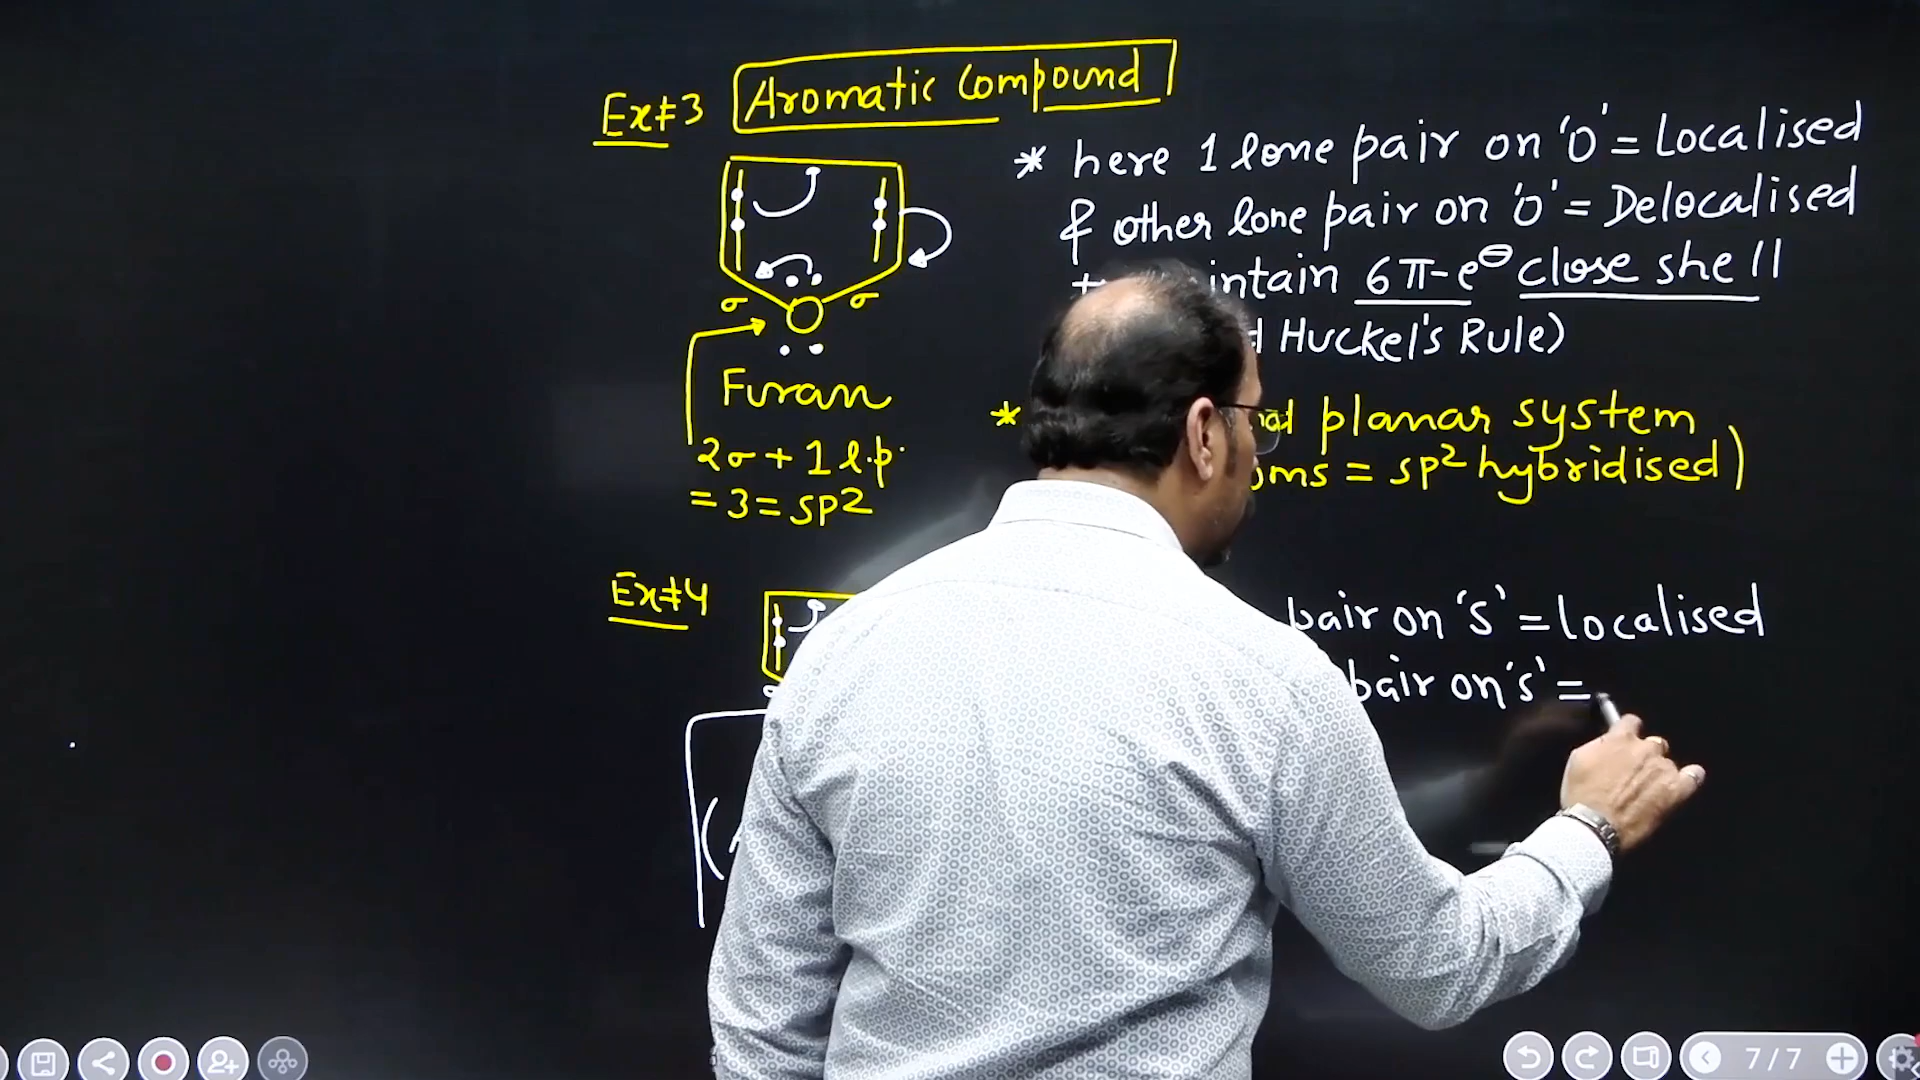 Ex≠3
Aromatic Compound
σ σ
Furan
2σ + 1 l.p.
= 3 = sp2
* here 1 lone pair on 'O' = Localised
& other lone pair on 'O' = Delocalised
6π-e⊖ close shell
Huckel's Rule)
* planar system
= sp2 hybridised)
Ex≠4
pair on 's' = localised
pair on 's' =
7/7